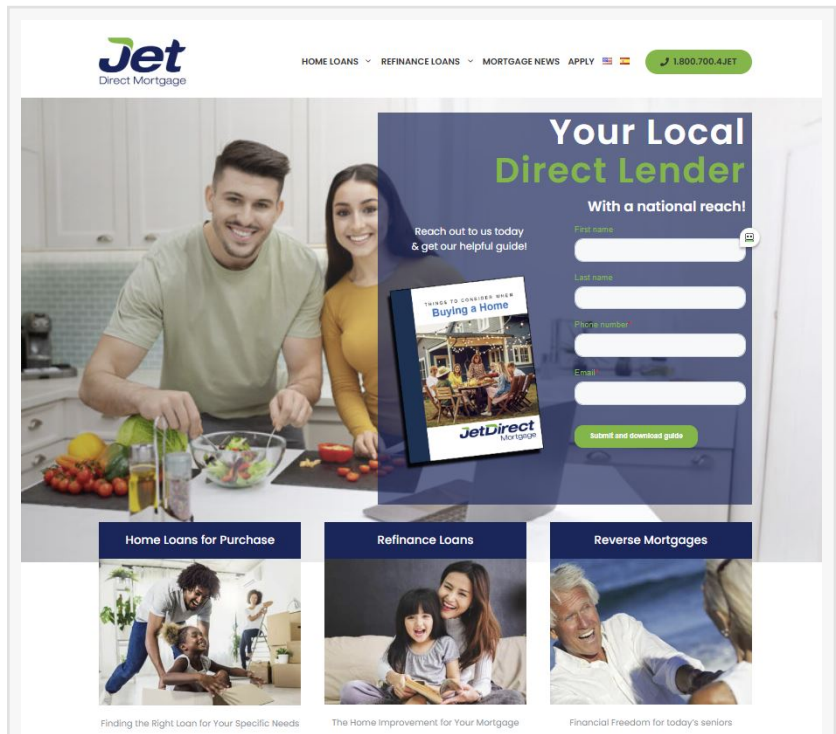 Jet
Direct Mortgage
HOME LOANS REFINANCE LOANS MORTGAGE NEWS APPLY 1.800.700.4JET
Your Local
Direct Lender
With a national reach!
Reach out to us today
& get our helpful guide!
THINGS TO CONSIDER WHEN
Buying a Home
JetDirect
Mortgage
First name
Last name
Phone number*
Email*
Submit and download guide
Home Loans for Purchase
Refinance Loans
Reverse Mortgages
Finding the Right Loan for Your Specific Needs
The Home Improvement for Your Mortgage
Financial Freedom for today's seniors